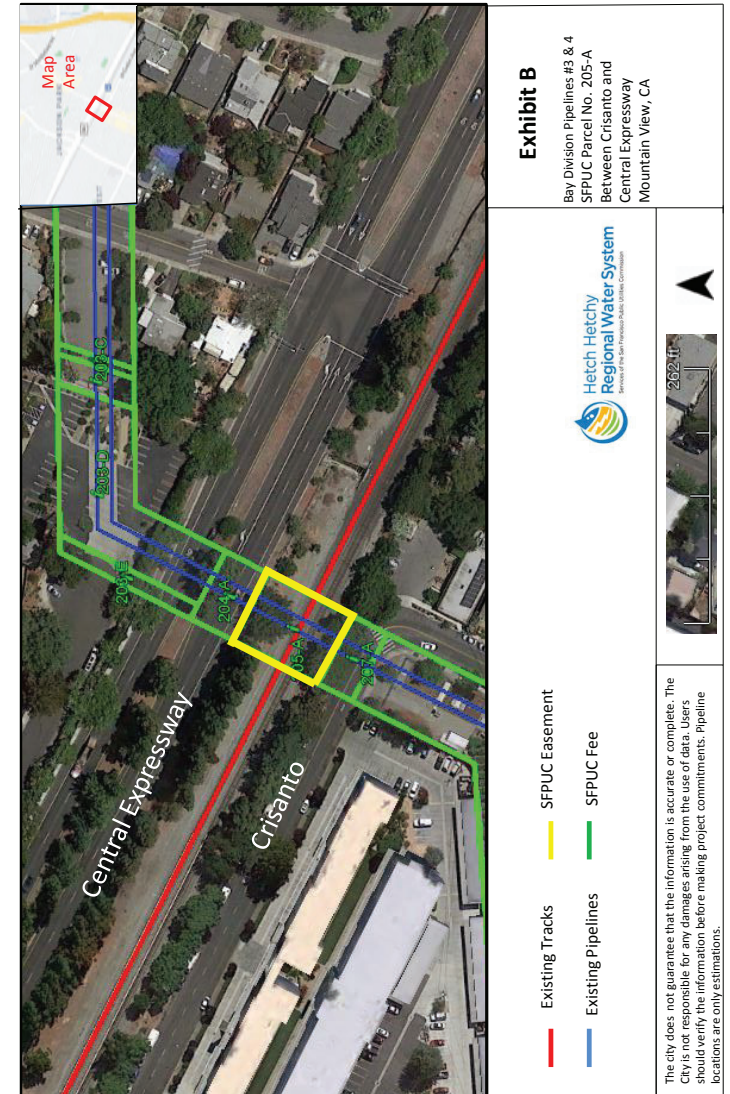 Map
Area
Central Expressway
Crisanto
203-C
203-D
204-A
207-A
Exhibit B
Bay Division Pipelines #3 & 4
SFPUC Parcel No. 205-A
Between Crisanto and
Central Expressway
Mountain View, CA
Hetch Hetchy
Regional Water System
Services of the San Francisco Public Utilities Commission
262 ft
Existing Tracks
Existing Pipelines
SFPUC Easement
SFPUC Fee
The city does not guarantee that the information is accurate or complete. The
City is not responsible for any damages arising from the use of data. Users
should verify the information before making project commitments. Pipeline
locations are only estimations.